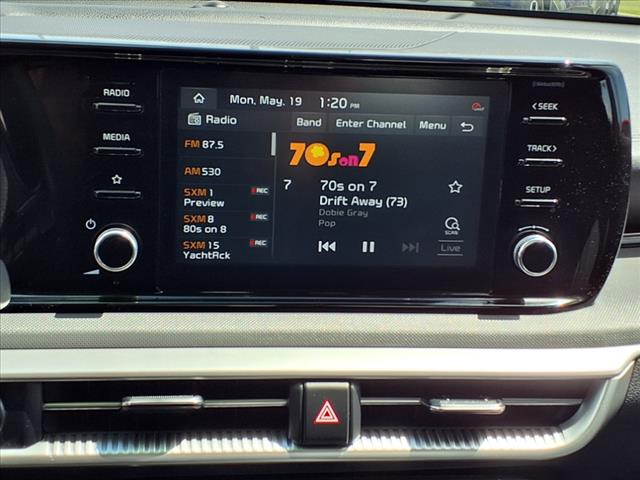 RADIO
MEDIA
Mon, May. 19 1:20 PM
Radio
Band Enter Channel Menu
FM 87.5
AM 530
SXM 1 REC
Preview
SXM 8 REC
80s on 8
SXM 15 REC
YachtRck
70s on 7
7 70s on 7
Drift Away (73)
Dobie Gray
Pop
SCAN
Live
SiriusXM
< SEEK
TRACK >
SETUP